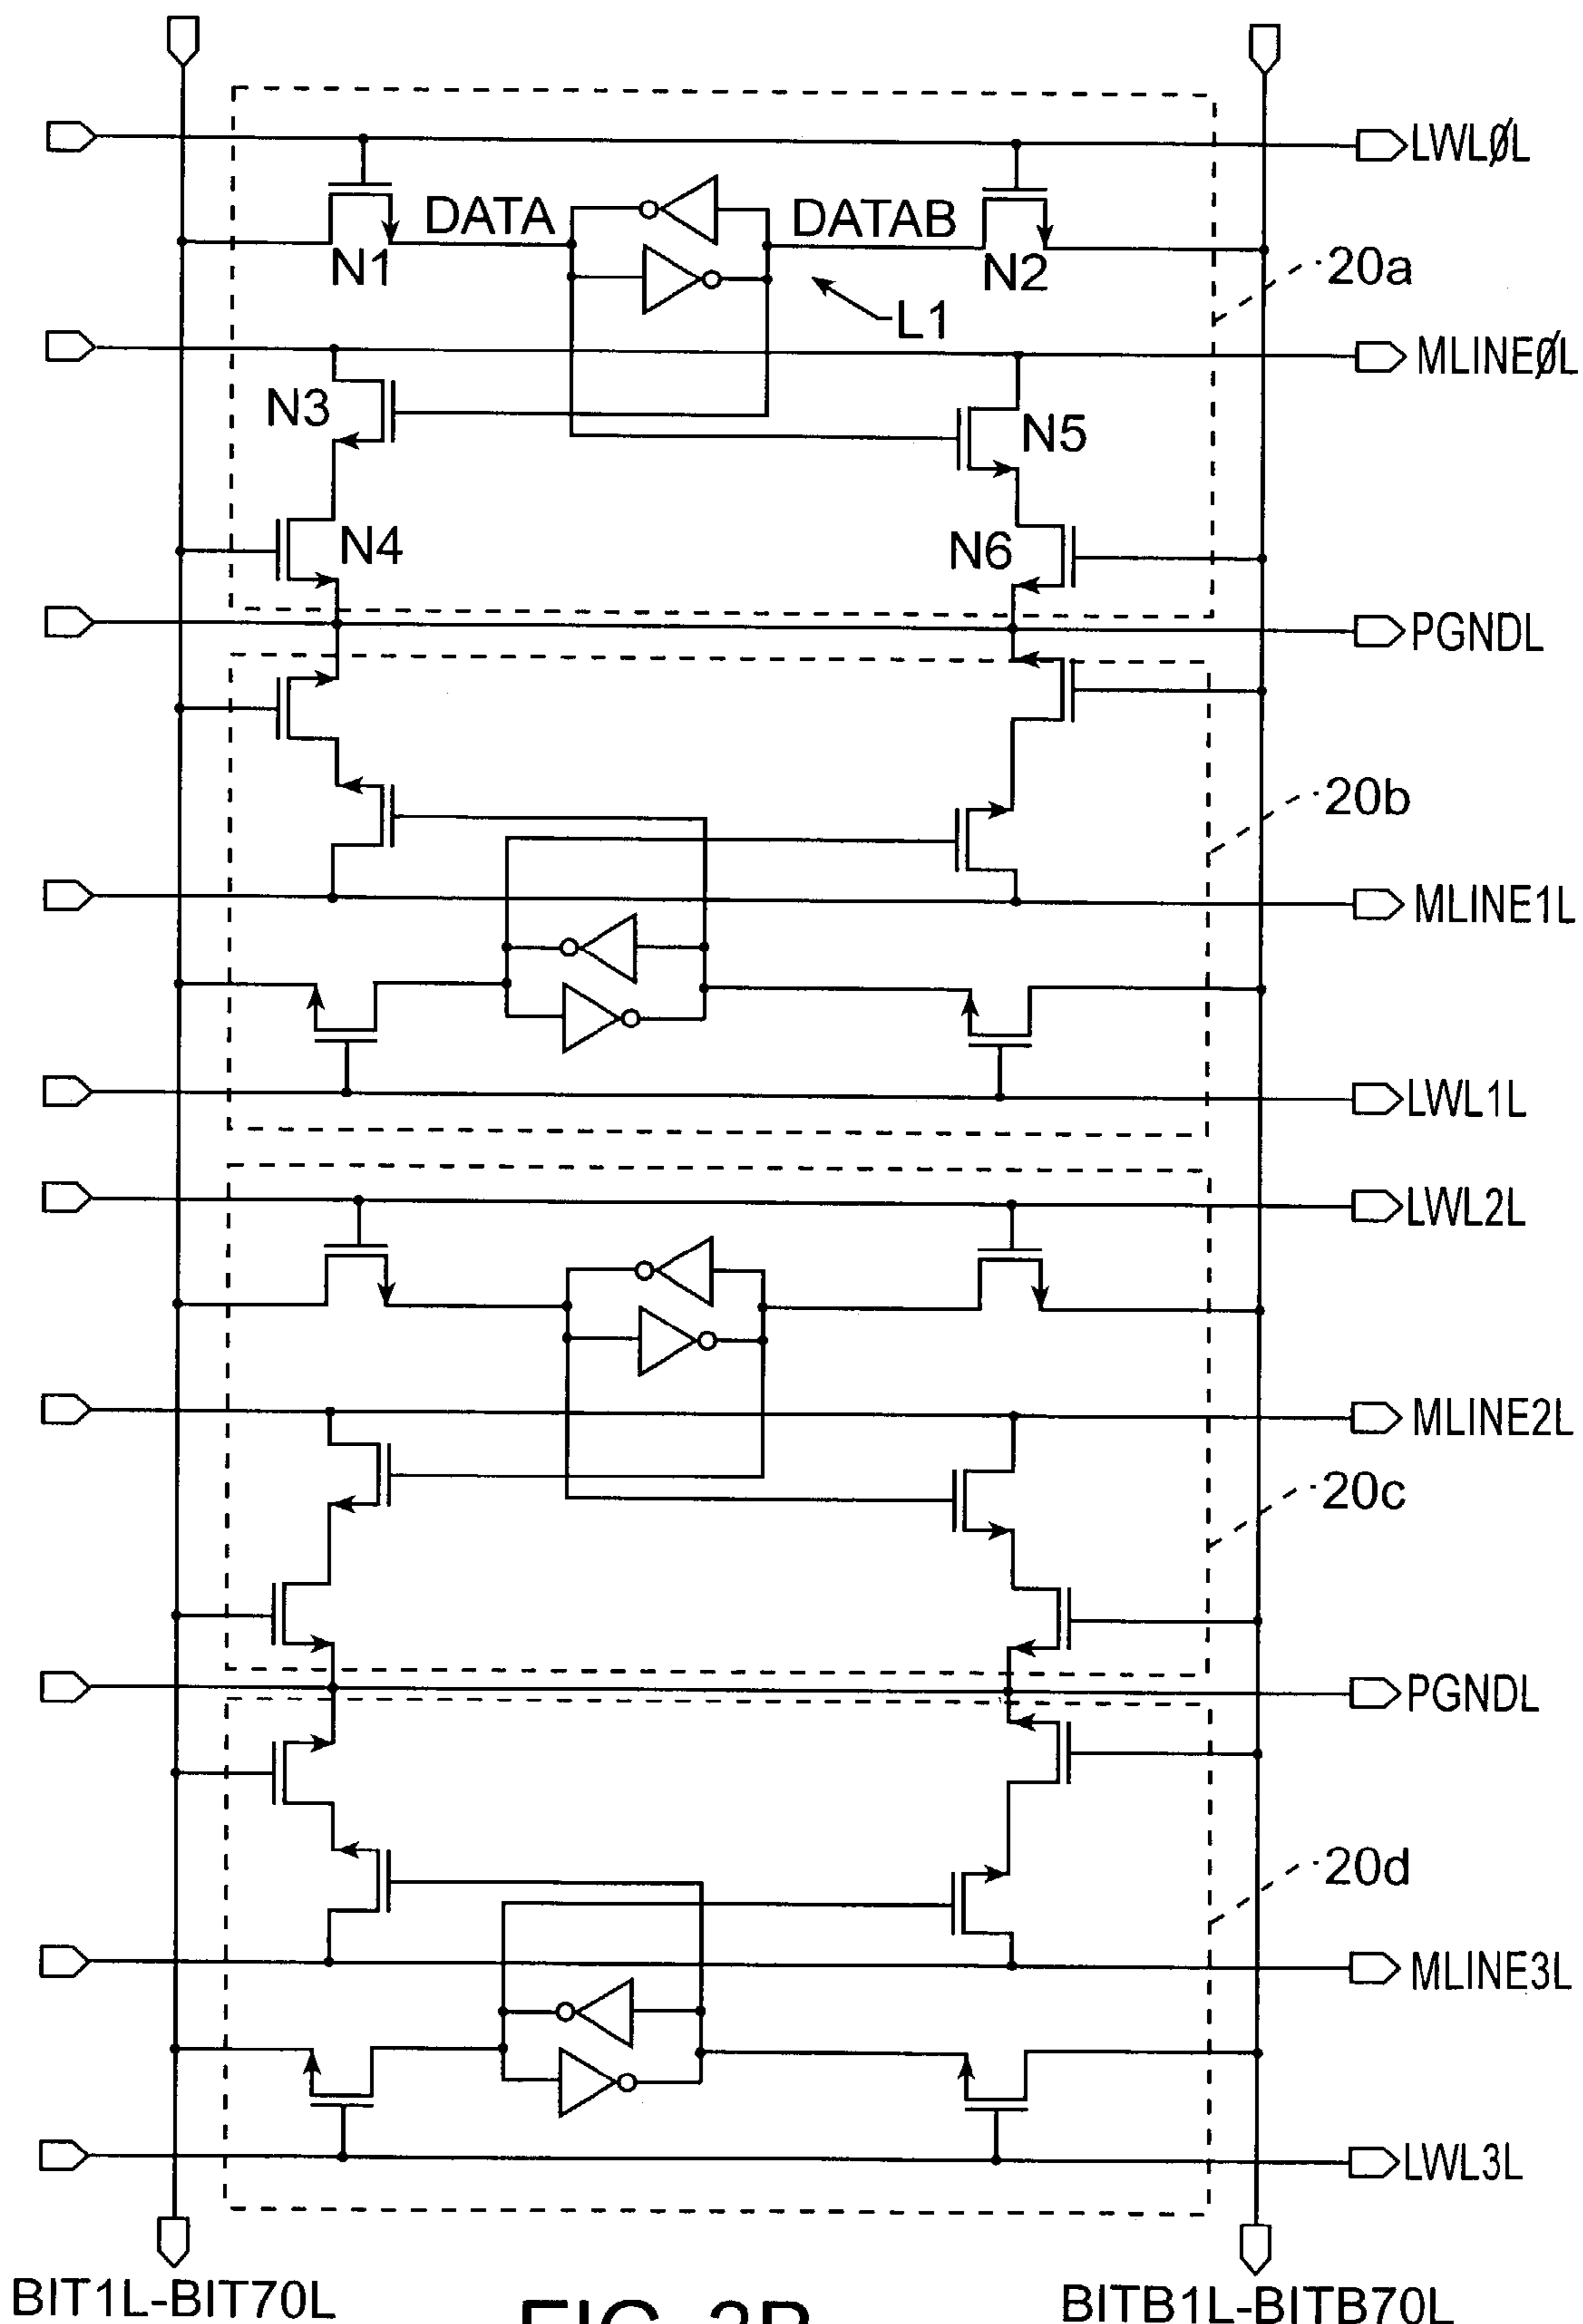 LWLØL
DATA
DATAB
N1
N2
20a
L1
MLINEØL
N3
N5
N4
N6
PGNDL
20b
MLINE1L
LWL1L
LWL2L
MLINE2L
20c
PGNDL
20d
MLINE3L
LWL3L
BIT1L-BIT70L
BITB1L-BITB70L